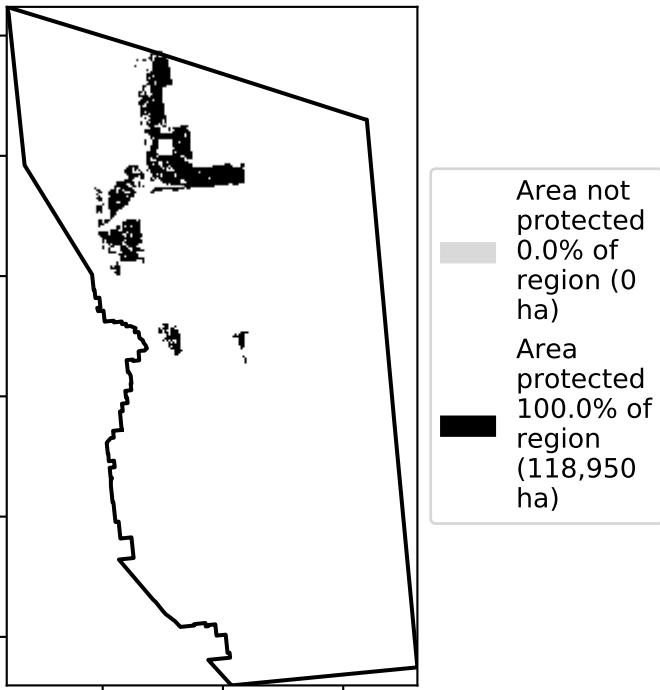 Area not
protected
0.0% of
region (0
ha)
Area
protected
100.0% of
region
(118,950
ha)